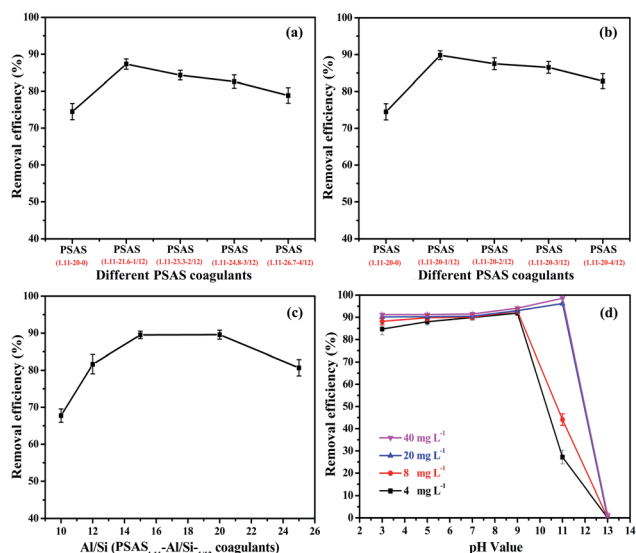 (a)
Removal efficiency (%)
100
90
80
70
60
50
40
PSAS PSAS PSAS PSAS PSAS
(1.11-20-0) (1.11-21.6-1/12) (1.11-23.3-2/12) (1.11-24.8-3/12) (1.11-26.7-4/12)
Different PSAS coagulants
(b)
Removal efficiency (%)
100
90
80
70
60
50
40
PSAS PSAS PSAS PSAS PSAS
(1.11-20-0) (1.11-20-1/12) (1.11-20-2/12) (1.11-20-3/12) (1.11-20-4/12)
Different PSAS coagulants
(c)
Removal efficiency (%)
100
90
80
70
60
50
40
10 12 14 16 18 20 22 24 26
Al/Si (PSAS -Al/Si- coagulants)
(d)
Removal efficiency (%)
100
90
80
70
60
50
40
30
20
10
0
40 mg L⁻¹
20 mg L⁻¹
8 mg L⁻¹
4 mg L⁻¹
2 3 4 5 6 7 8 9 10 11 12 13 14
pH Value